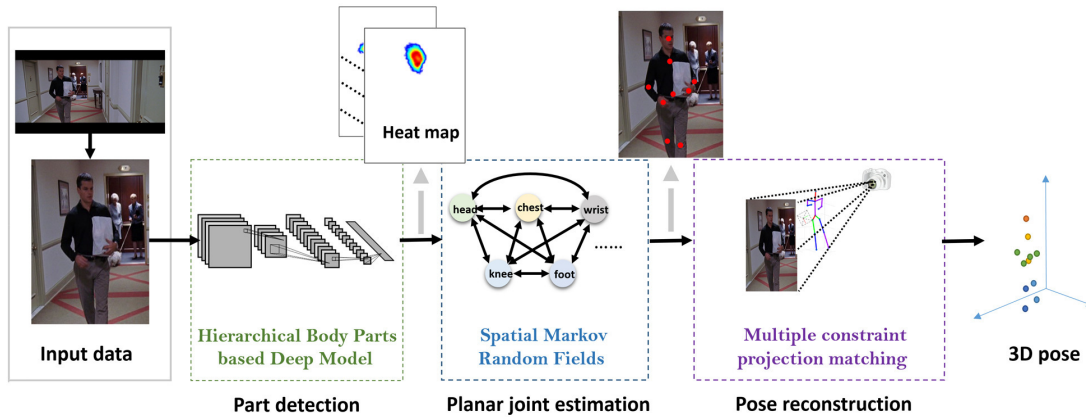 Heat map
head
chest
wrist
......
knee
foot
Hierarchical Body Parts
based Deep Model
Spatial Markov
Random Fields
Multiple constraint
projection matching
Input data
3D pose
Part detection
Planar joint estimation
Pose reconstruction